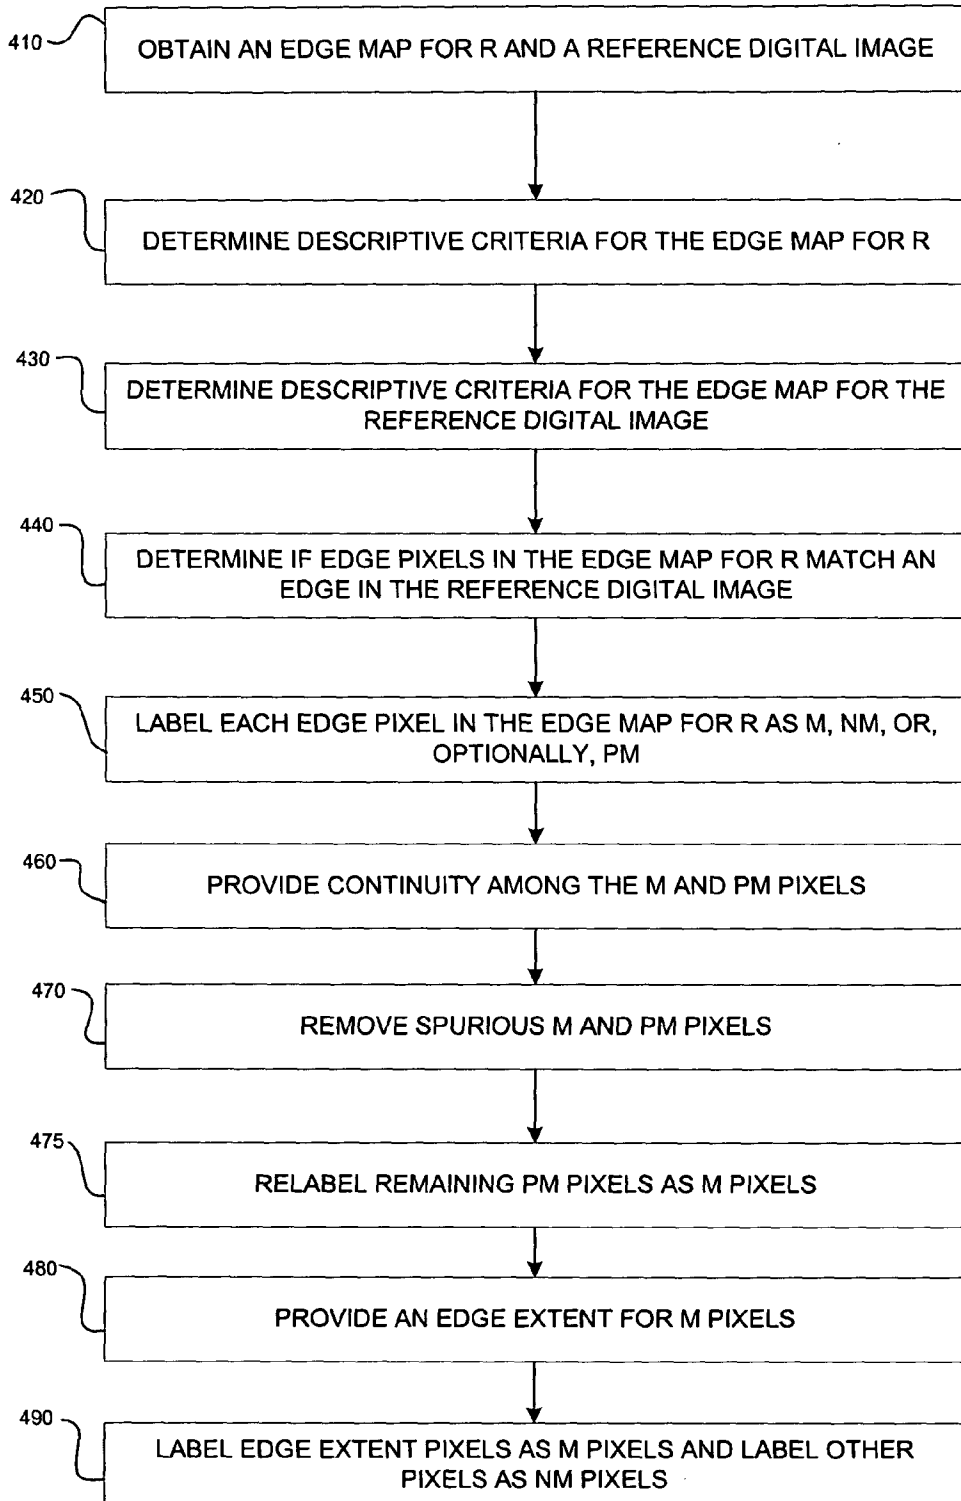 410
OBTAIN AN EDGE MAP FOR R AND A REFERENCE DIGITAL IMAGE
420
DETERMINE DESCRIPTIVE CRITERIA FOR THE EDGE MAP FOR R
430
DETERMINE DESCRIPTIVE CRITERIA FOR THE EDGE MAP FOR THE
REFERENCE DIGITAL IMAGE
440
DETERMINE IF EDGE PIXELS IN THE EDGE MAP FOR R MATCH AN
EDGE IN THE REFERENCE DIGITAL IMAGE
450
LABEL EACH EDGE PIXEL IN THE EDGE MAP FOR R AS M, NM, OR,
OPTIONALLY, PM
460
PROVIDE CONTINUITY AMONG THE M AND PM PIXELS
470
REMOVE SPURIOUS M AND PM PIXELS
475
RELABEL REMAINING PM PIXELS AS M PIXELS
480
PROVIDE AN EDGE EXTENT FOR M PIXELS
490
LABEL EDGE EXTENT PIXELS AS M PIXELS AND LABEL OTHER
PIXELS AS NM PIXELS